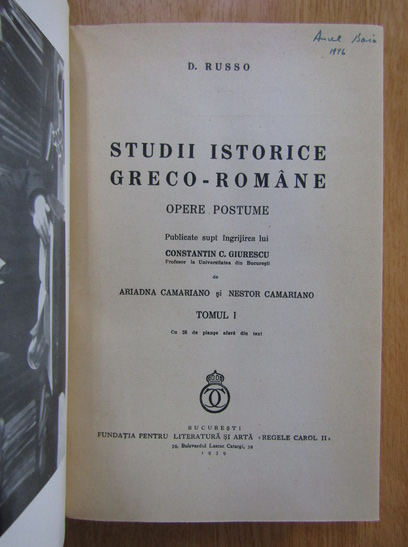 Aurel
1946
D. RUSSO
STUDII ISTORICE
GRECO-ROMÂNE
OPERE POSTUME
Publicate supt îngrijirea lui
CONSTANTIN C. GIURESCU
Profesor la Universitatea din București
de
ARIADNA CAMARIANO și NESTOR CAMARIANO
TOMUL I
Cu 28 de planșe afară din text
BUCUREȘTI
FUNDAȚIA PENTRU LITERATURĂ ȘI ARTĂ «REGELE CAROL II»
39, Bulevardul Lascar Catargi, 39
1939